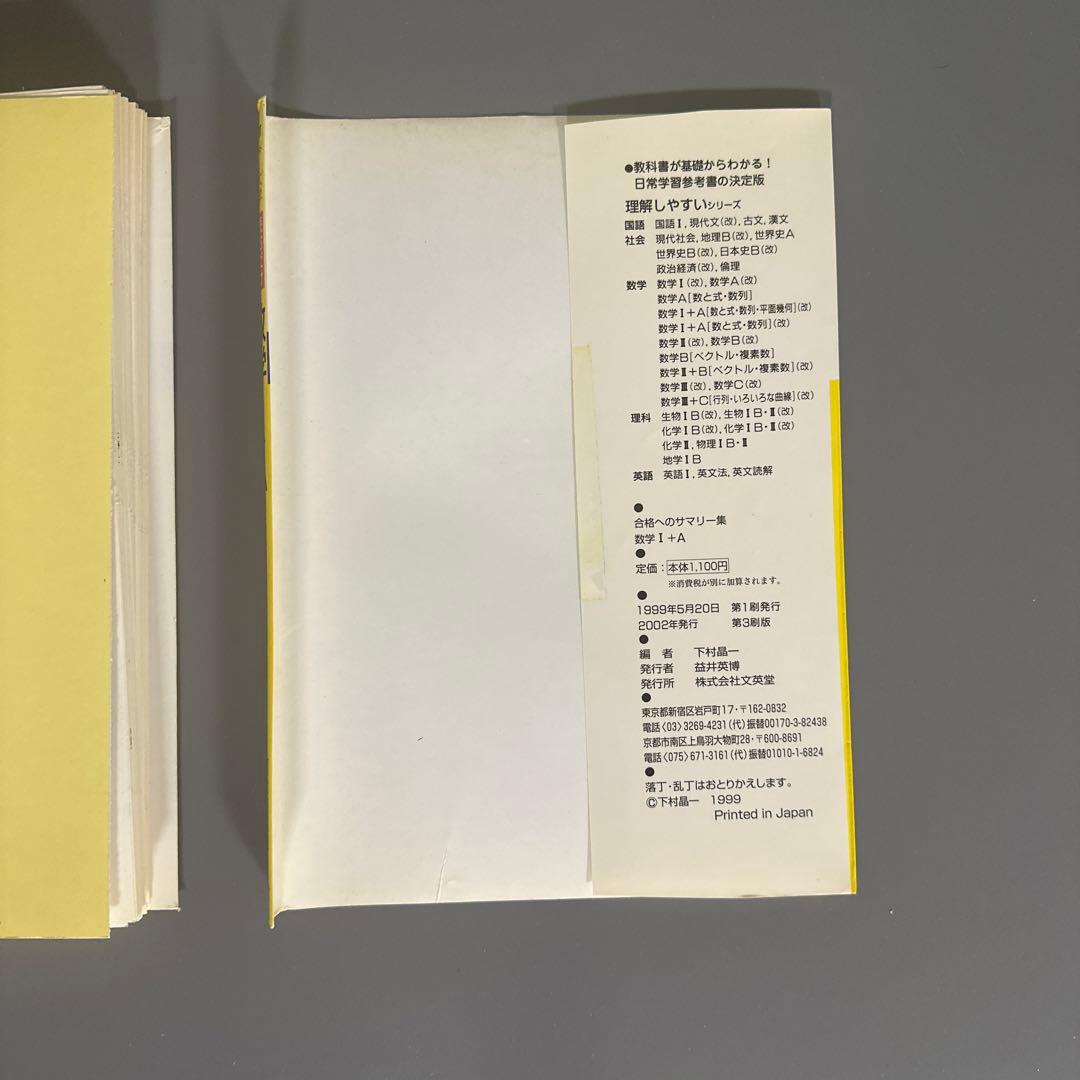 ●教科書が基礎からわかる！
日常学習参考書の決定版
理解しやすいシリーズ
国語 国語Ⅰ, 現代文(改), 古文, 漢文
社会 現代社会, 地理B(改), 世界史A
世界史B(改), 日本史B(改)
政治経済(改), 倫理
数学 数学Ⅰ(改), 数学A(改)
数学A[数と式・数列]
数学Ⅰ+A[数と式・数列・平面幾何](改)
数学Ⅰ+A[数と式・数列](改)
数学Ⅱ(改), 数学B(改)
数学B[ベクトル・複素数]
数学Ⅱ+B[ベクトル・複素数](改)
数学Ⅲ(改), 数学C(改)
数学Ⅲ+C[行列・いろいろな曲線](改)
理科 生物ⅠB(改), 生物ⅠB・Ⅱ(改)
化学ⅠB(改), 化学ⅠB・Ⅱ(改)
化学Ⅱ, 物理ⅠB・Ⅱ
地学ⅠB
英語 英語Ⅰ, 英文法, 英文読解
●
合格へのサマリー集
数学Ⅰ+A
●
定価：本体1,100円
※消費税が別に加算されます。
●
1999年5月20日 第1刷発行
2002年発行 第3刷版
●
編 者 下村晶一
発行者 益井英博
発行所 株式会社文英堂
●
東京都新宿区岩戸町17・〒162-0832
電話〈03〉3269-4231(代)振替00170-3-82438
京都市南区上鳥羽大物町28・〒600-8691
電話〈075〉671-3161(代)振替01010-1-6824
●
落丁・乱丁はおとりかえします。
©下村晶一 1999
Printed in Japan